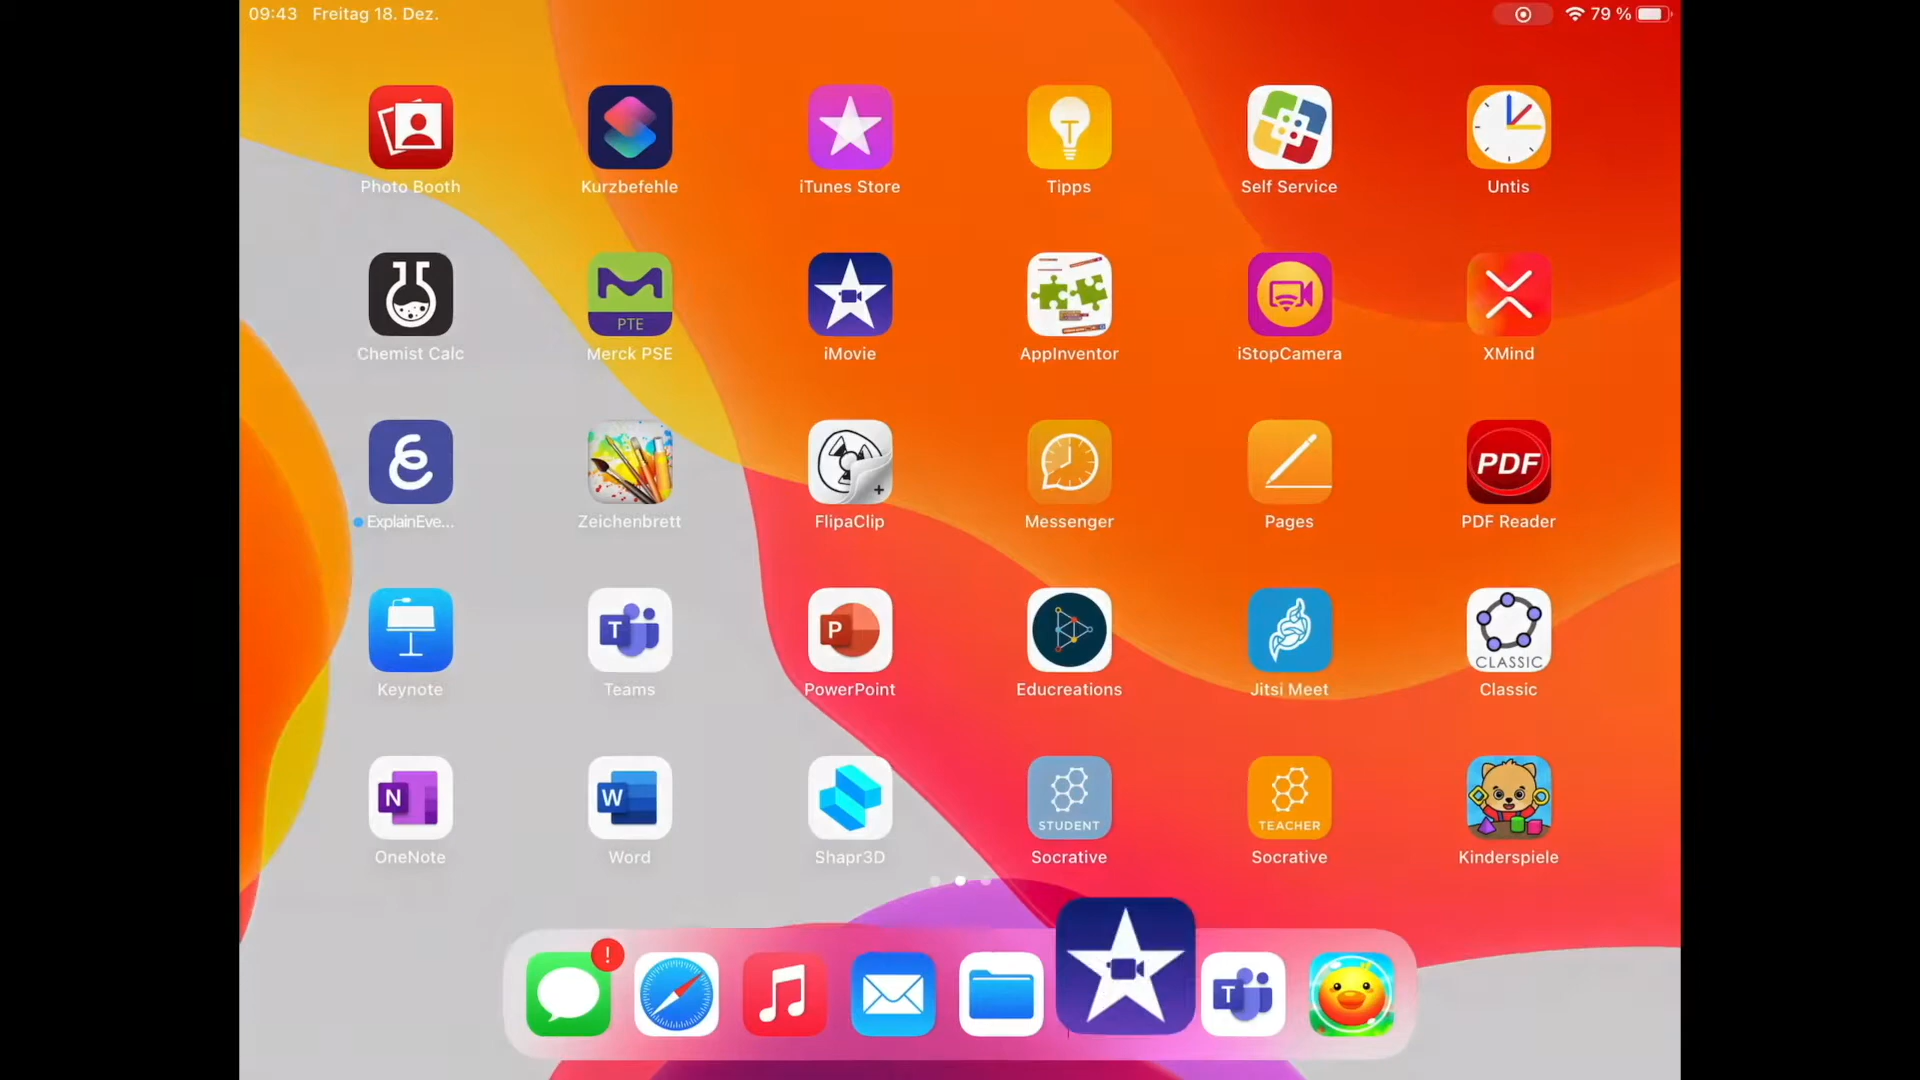 09:43 Freitag 18. Dez.
79 %
Photo Booth
Kurzbefehle
iTunes Store
T
Tipps
Self Service
Untis
Chemist Calc
PTE
Merck PSE
iMovie
AppInventor
iStopCamera
XMind
ExplainEve...
Zeichenbrett
FlipaClip
Messenger
Pages
PDF
PDF Reader
Keynote
T
Teams
P
PowerPoint
Educreations
Jitsi Meet
CLASSIC
Classic
N
OneNote
W
Word
Shapr3D
STUDENT
Socrative
TEACHER
Socrative
Kinderspiele
!
T